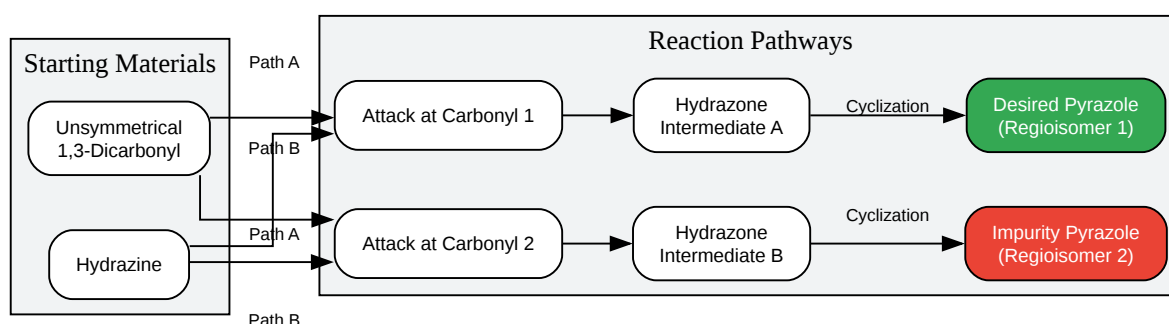 Starting Materials
Unsymmetrical
1,3-Dicarbonyl
Hydrazine
Path A
Path B
Path A
Path B
Reaction Pathways
Attack at Carbonyl 1
Hydrazone
Intermediate A
Cyclization
Desired Pyrazole
(Regioisomer 1)
Attack at Carbonyl 2
Hydrazone
Intermediate B
Cyclization
Impurity Pyrazole
(Regioisomer 2)